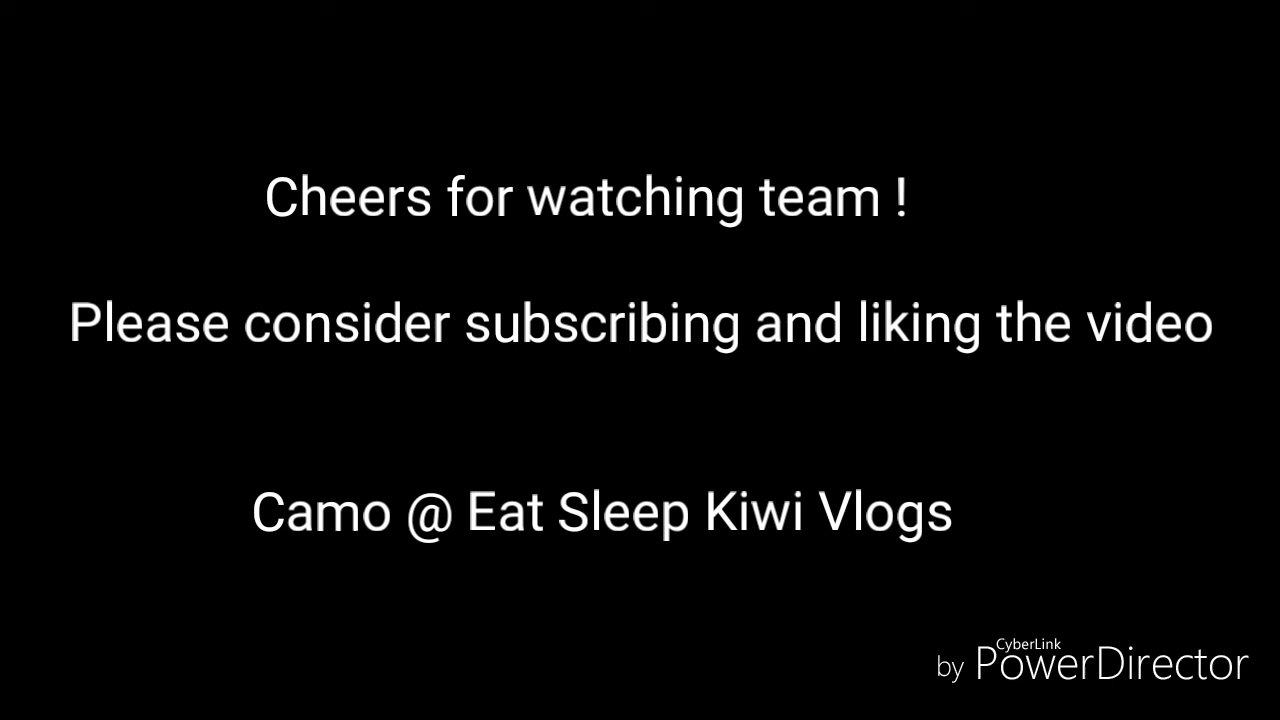 Cheers for watching team !
Please consider subscribing and liking the video
Camo @ Eat Sleep Kiwi Vlogs
CyberLink
by PowerDirector